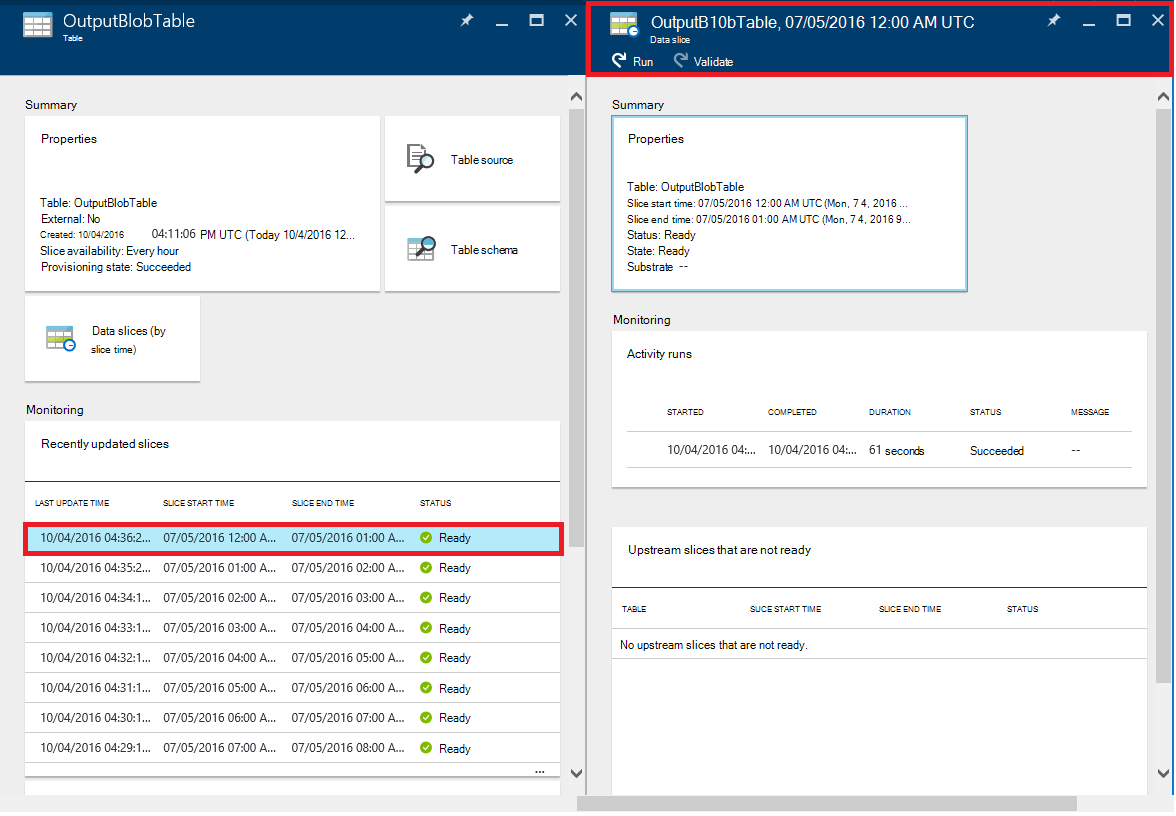 OutputBlobTable
Table
Summary
Properties
Table: OutputBlobTable
External: No
Created: 10/04/2016 04:11:06 PM UTC (Today 10/4/2016 12...
Slice availability: Every hour
Provisioning state: Succeeded
Table source
Table schema
Data slices (by
slice time)
Monitoring
Recently updated slices
LAST UPDATE TIME SLICE START TIME SLICE END TIME STATUS
10/04/2016 04:36:2... 07/05/2016 12:00 A... 07/05/2016 01:00 A... Ready
10/04/2016 04:35:2... 07/05/2016 01:00 A... 07/05/2016 02:00 A... Ready
10/04/2016 04:34:1... 07/05/2016 02:00 A... 07/05/2016 03:00 A... Ready
10/04/2016 04:33:1... 07/05/2016 03:00 A... 07/05/2016 04:00 A... Ready
10/04/2016 04:32:1... 07/05/2016 04:00 A... 07/05/2016 05:00 A... Ready
10/04/2016 04:31:1... 07/05/2016 05:00 A... 07/05/2016 06:00 A... Ready
10/04/2016 04:30:1... 07/05/2016 06:00 A... 07/05/2016 07:00 A... Ready
10/04/2016 04:29:1... 07/05/2016 07:00 A... 07/05/2016 08:00 A... Ready
...
OutputB10bTable, 07/05/2016 12:00 AM UTC
Data slice
Run Validate
Summary
Properties
Table: OutputBlobTable
Slice start time: 07/05/2016 12:00 AM UTC (Mon, 7 4, 2016 ...
Slice end time: 07/05/2016 01:00 AM UTC (Mon, 7 4, 2016 9...
Status: Ready
State: Ready
Substrate --
Monitoring
Activity runs
STARTED COMPLETED DURATION STATUS MESSAGE
10/04/2016 04:... 10/04/2016 04:... 61 seconds Succeeded --
Upstream slices that are not ready
TABLE SUCE START TIME SLICE END TIME STATUS
No upstream slices that are not ready.